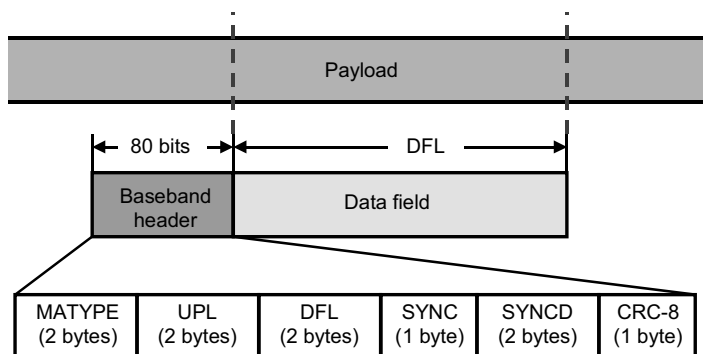 Payload
80 bits
DFL
Baseband
header
Data field
MATYPE
(2 bytes)
UPL
(2 bytes)
DFL
(2 bytes)
SYNC
(1 byte)
SYNCD
(2 bytes)
CRC-8
(1 byte)